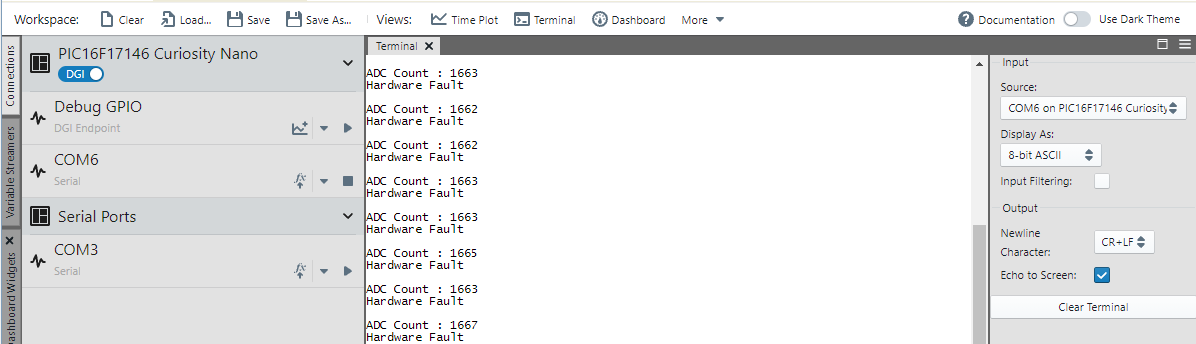 Workspace: Clear Load... Save Save As... Views: Time Plot Terminal Dashboard More Documentation Use Dark Theme
Connections
Variable Streamers
Dashboard Widgets
PIC16F17146 Curiosity Nano
DGI
Debug GPIO
DGI Endpoint
COM6
Serial
Serial Ports
COM3
Serial
Terminal
ADC Count : 1663
Hardware Fault
ADC Count : 1662
Hardware Fault
ADC Count : 1662
Hardware Fault
ADC Count : 1663
Hardware Fault
ADC Count : 1663
Hardware Fault
ADC Count : 1665
Hardware Fault
ADC Count : 1663
Hardware Fault
ADC Count : 1667
Hardware Fault
Input
Source:
COM6 on PIC16F17146 Curiosity
Display As:
8-bit ASCII
Input Filtering:
Output
Newline
Character:
CR+LF
Echo to Screen:
Clear Terminal